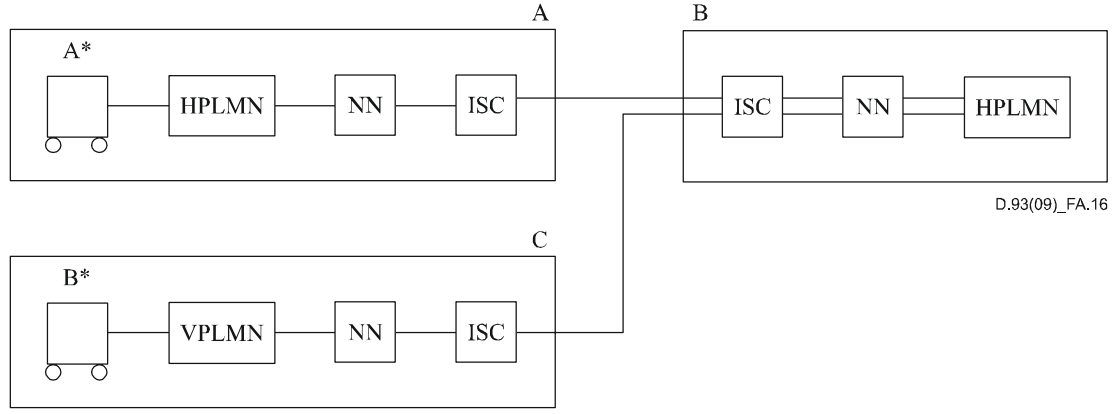 A
B
A*
HPLMN
NN
ISC
ISC
NN
HPLMN
D.93(09)_FA.16
C
B*
VPLMN
NN
ISC